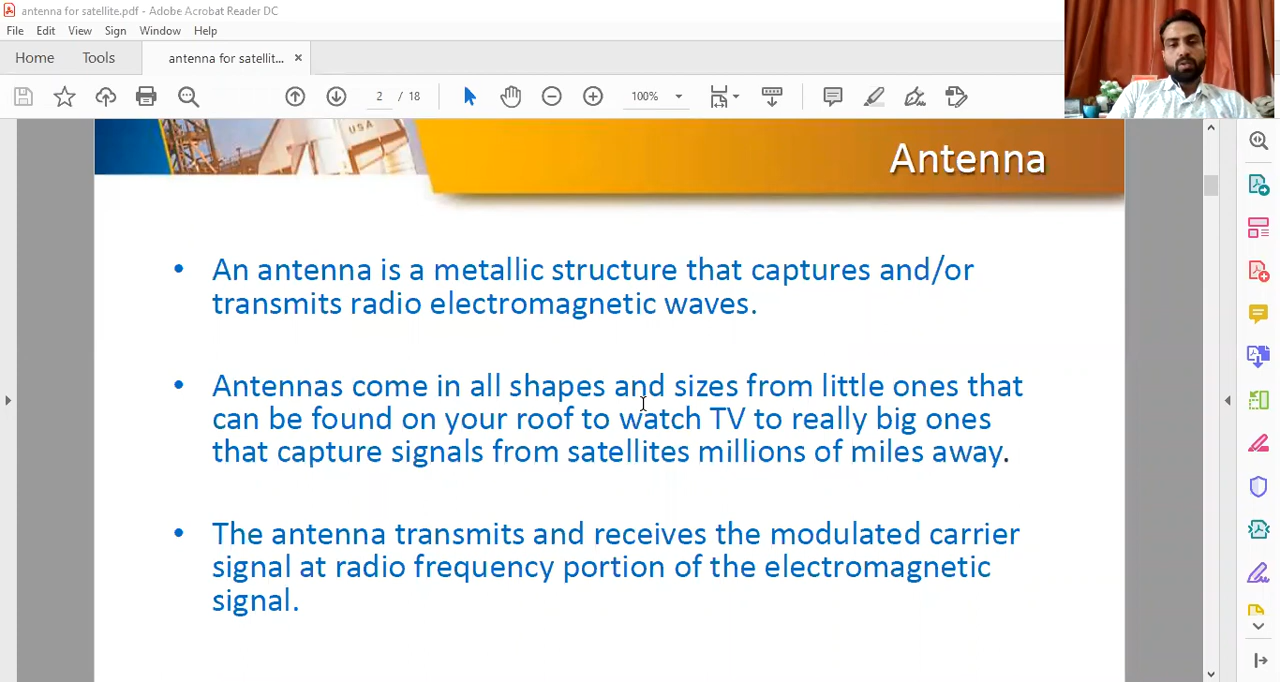 antenna for satellite.pdf - Adobe Acrobat Reader DC
File Edit View Sign Window Help
Home Tools antenna for satellit... ×
2 / 18 100%
USA
Antenna
• An antenna is a metallic structure that captures and/or
transmits radio electromagnetic waves.
• Antennas come in all shapes and sizes from little ones that
can be found on your roof to watch TV to really big ones
that capture signals from satellites millions of miles away.
• The antenna transmits and receives the modulated carrier
signal at radio frequency portion of the electromagnetic
signal.